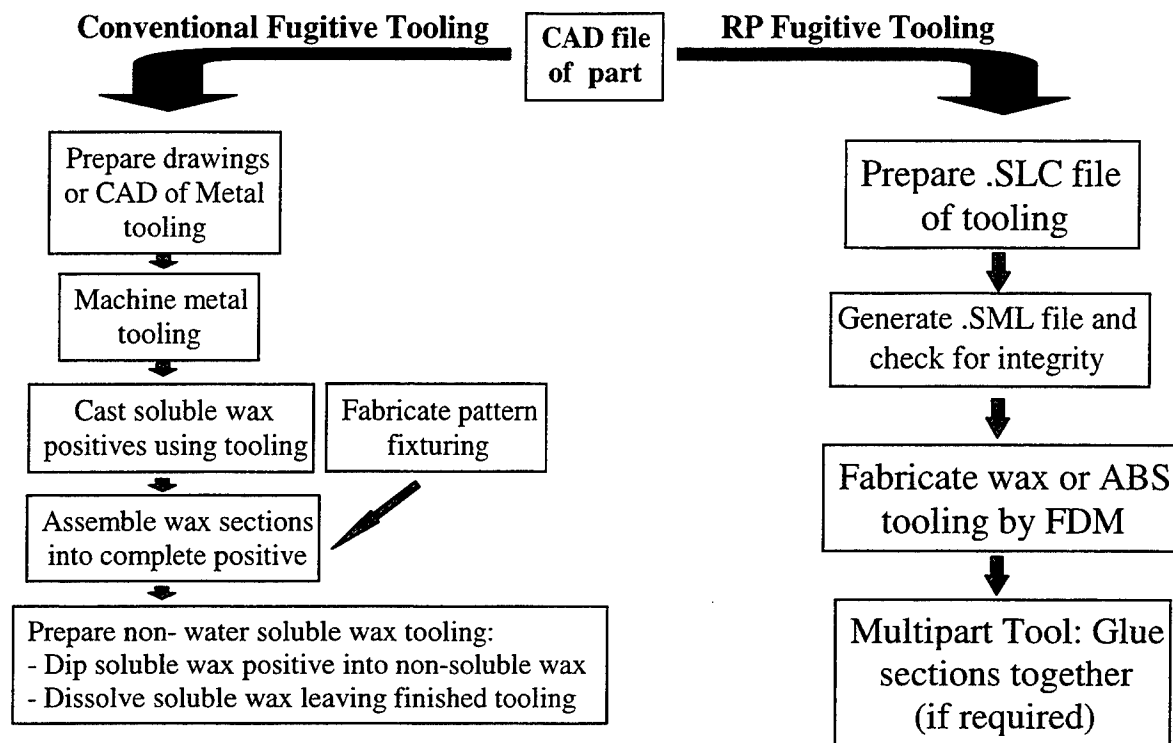 Conventional Fugitive Tooling
CAD file
of part
RP Fugitive Tooling
Prepare drawings
or CAD of Metal
tooling
Machine metal
tooling
Cast soluble wax
positives using tooling
Fabricate pattern
fixturing
Assemble wax sections
into complete positive
Prepare non- water soluble wax tooling:
- Dip soluble wax positive into non-soluble wax
- Dissolve soluble wax leaving finished tooling
Prepare .SLC file
of tooling
Generate .SML file and
check for integrity
Fabricate wax or ABS
tooling by FDM
Multipart Tool: Glue
sections together
(if required)